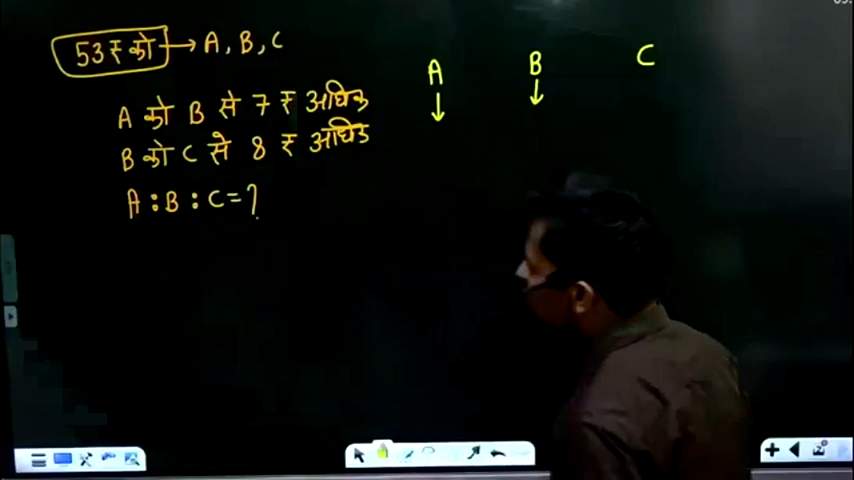 53₹ को → A, B, C
A को B से 7 ₹ अधिक
B को C से 8 ₹ अधिक
A : B : C = ?
A B C
↓ ↓